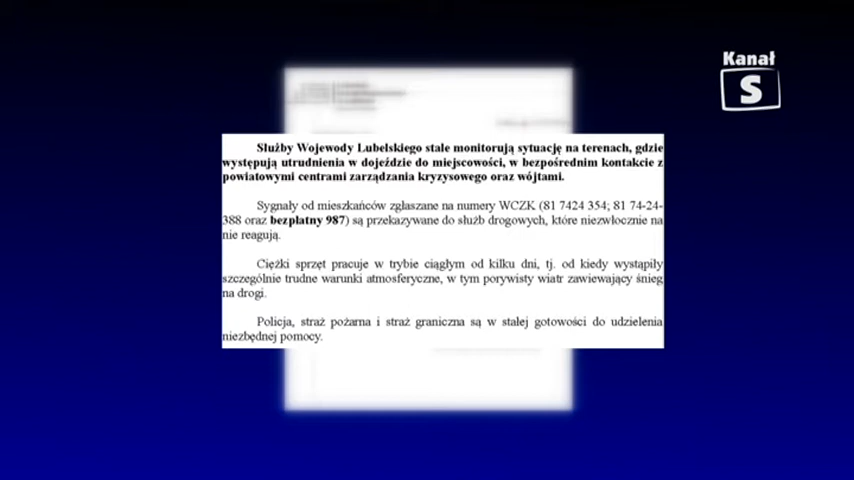 Kanał
S
Służby Wojewody Lubelskiego stale monitorują sytuację na terenach, gdzie
występują utrudnienia w dojeździe do miejscowości, w bezpośrednim kontakcie z
powiatowymi centrami zarządzania kryzysowego oraz wójtami.
Sygnały od mieszkańców zgłaszane na numery WCZK (81 7424 354; 81 74-24-
388 oraz bezpłatny 987) są przekazywane do służb drogowych, które niezwłocznie na
nie reagują.
Ciężki sprzęt pracuje w trybie ciągłym od kilku dni, tj. od kiedy wystąpiły
szczególnie trudne warunki atmosferyczne, w tym porywisty wiatr zawiewający śnieg
na drogi.
Policja, straż pożarna i straż graniczna są w stałej gotowości do udzielenia
niezbędnej pomocy.